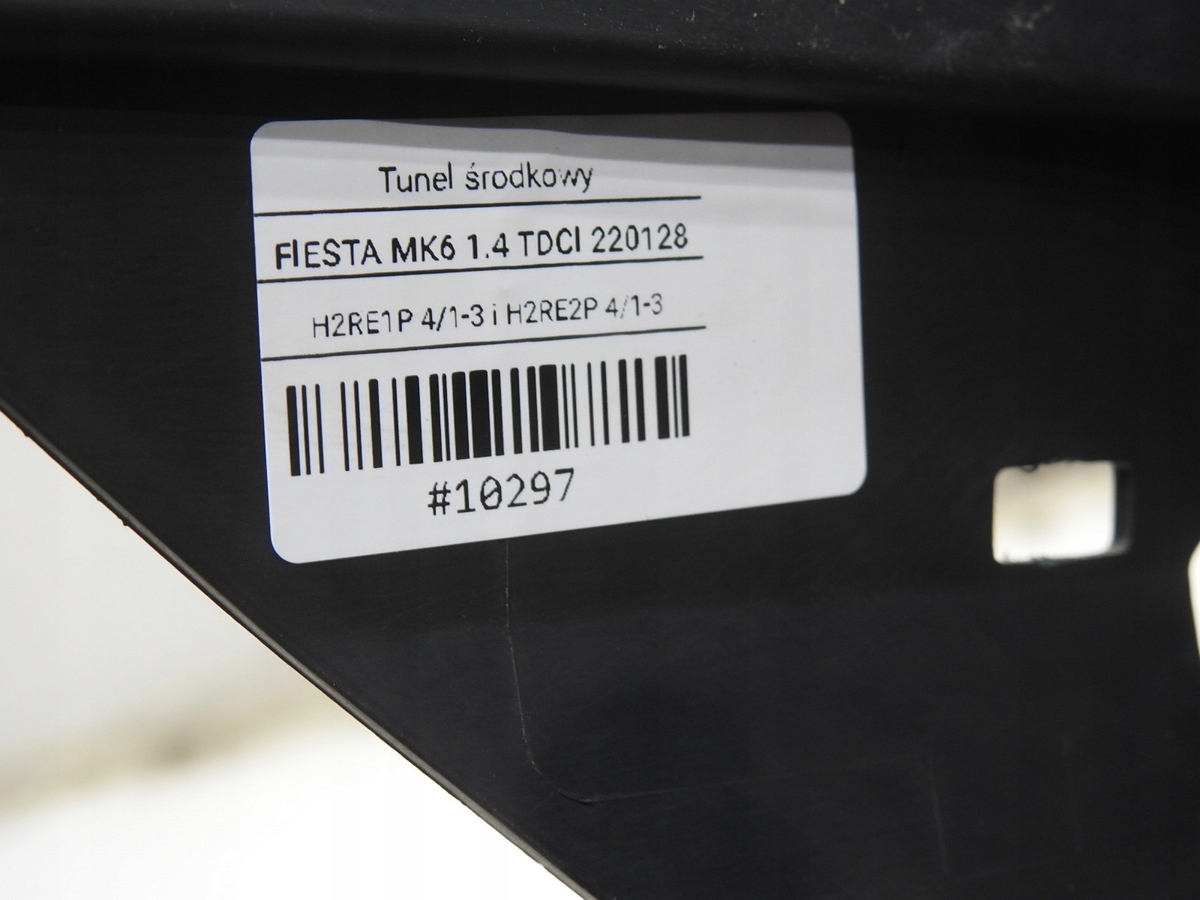 Tunel środkowy
FIESTA MK6 1.4 TDCI 220128
H2RE1P 4/1-3 i H2RE2P 4/1-3
#10297